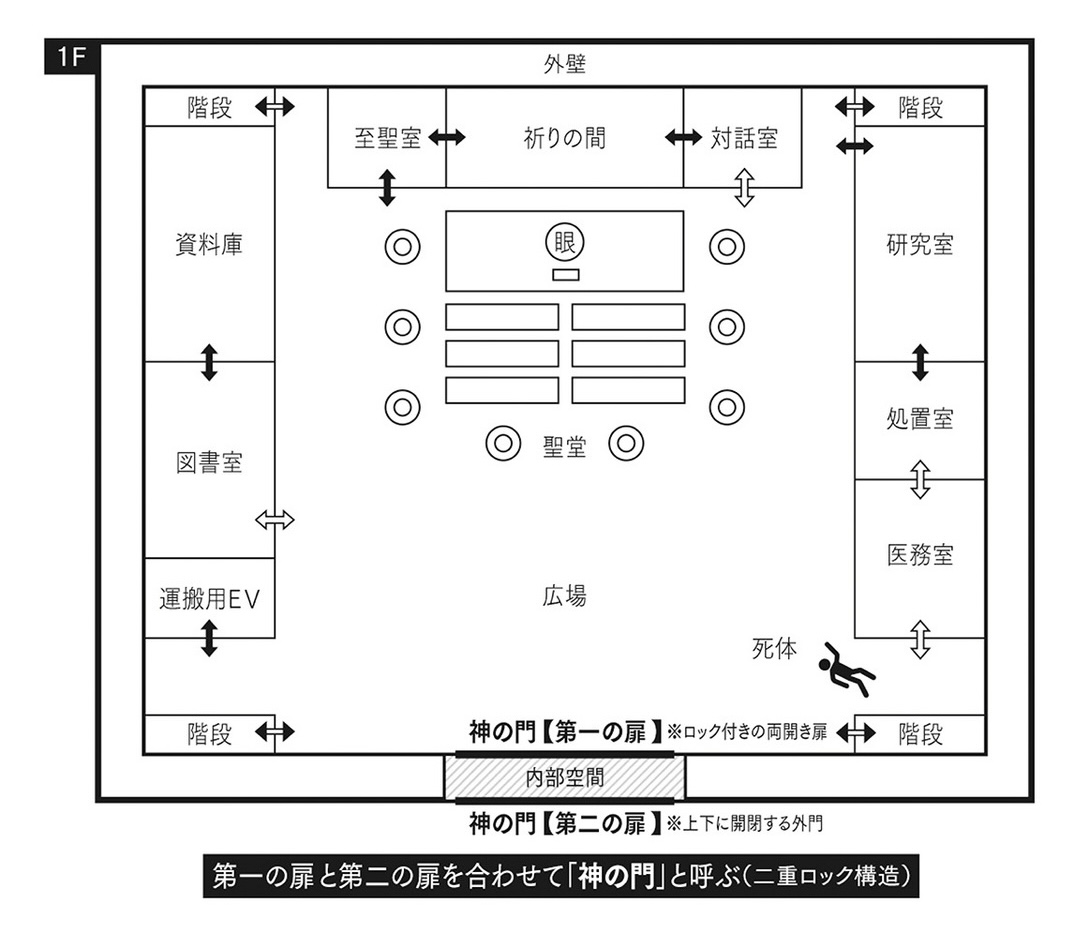 1F
外壁
階段
至聖室
祈りの間
対話室
階段
資料庫
眼
研究室
処置室
図書室
聖堂
医務室
運搬用EV
広場
死体
階段
神の門【第一の扉】※ロック付きの両開き扉
階段
内部空間
神の門【第二の扉】※上下に開閉する外門
第一の扉と第二の扉を合わせて「神の門」と呼ぶ(二重ロック構造)